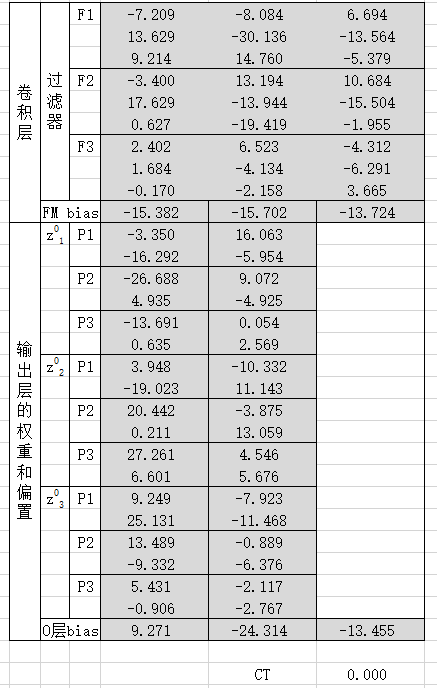 卷积层 过滤器 F1 -7.209 -8.084 6.694
13.629 -30.136 -13.564
9.214 14.760 -5.379
F2 -3.400 13.194 10.684
17.629 -13.944 -15.504
0.627 -19.419 -1.955
F3 2.402 6.523 -4.312
1.684 -4.134 -6.291
-0.170 -2.158 3.665
FM bias -15.382 -15.702 -13.724
输出层的权重和偏置 z⁰₁ P1 -3.350 16.063
-16.292 -5.954
P2 -26.688 9.072
4.935 -4.925
P3 -13.691 0.054
0.635 2.569
z⁰₂ P1 3.948 -10.332
-19.023 11.143
P2 20.442 -3.875
0.211 13.059
P3 27.261 4.546
6.601 5.676
z⁰₃ P1 9.249 -7.923
25.131 -11.468
P2 13.489 -0.889
-9.332 -6.376
P3 5.431 -2.117
-0.906 -2.767
O层bias 9.271 -24.314 -13.455
CT 0.000